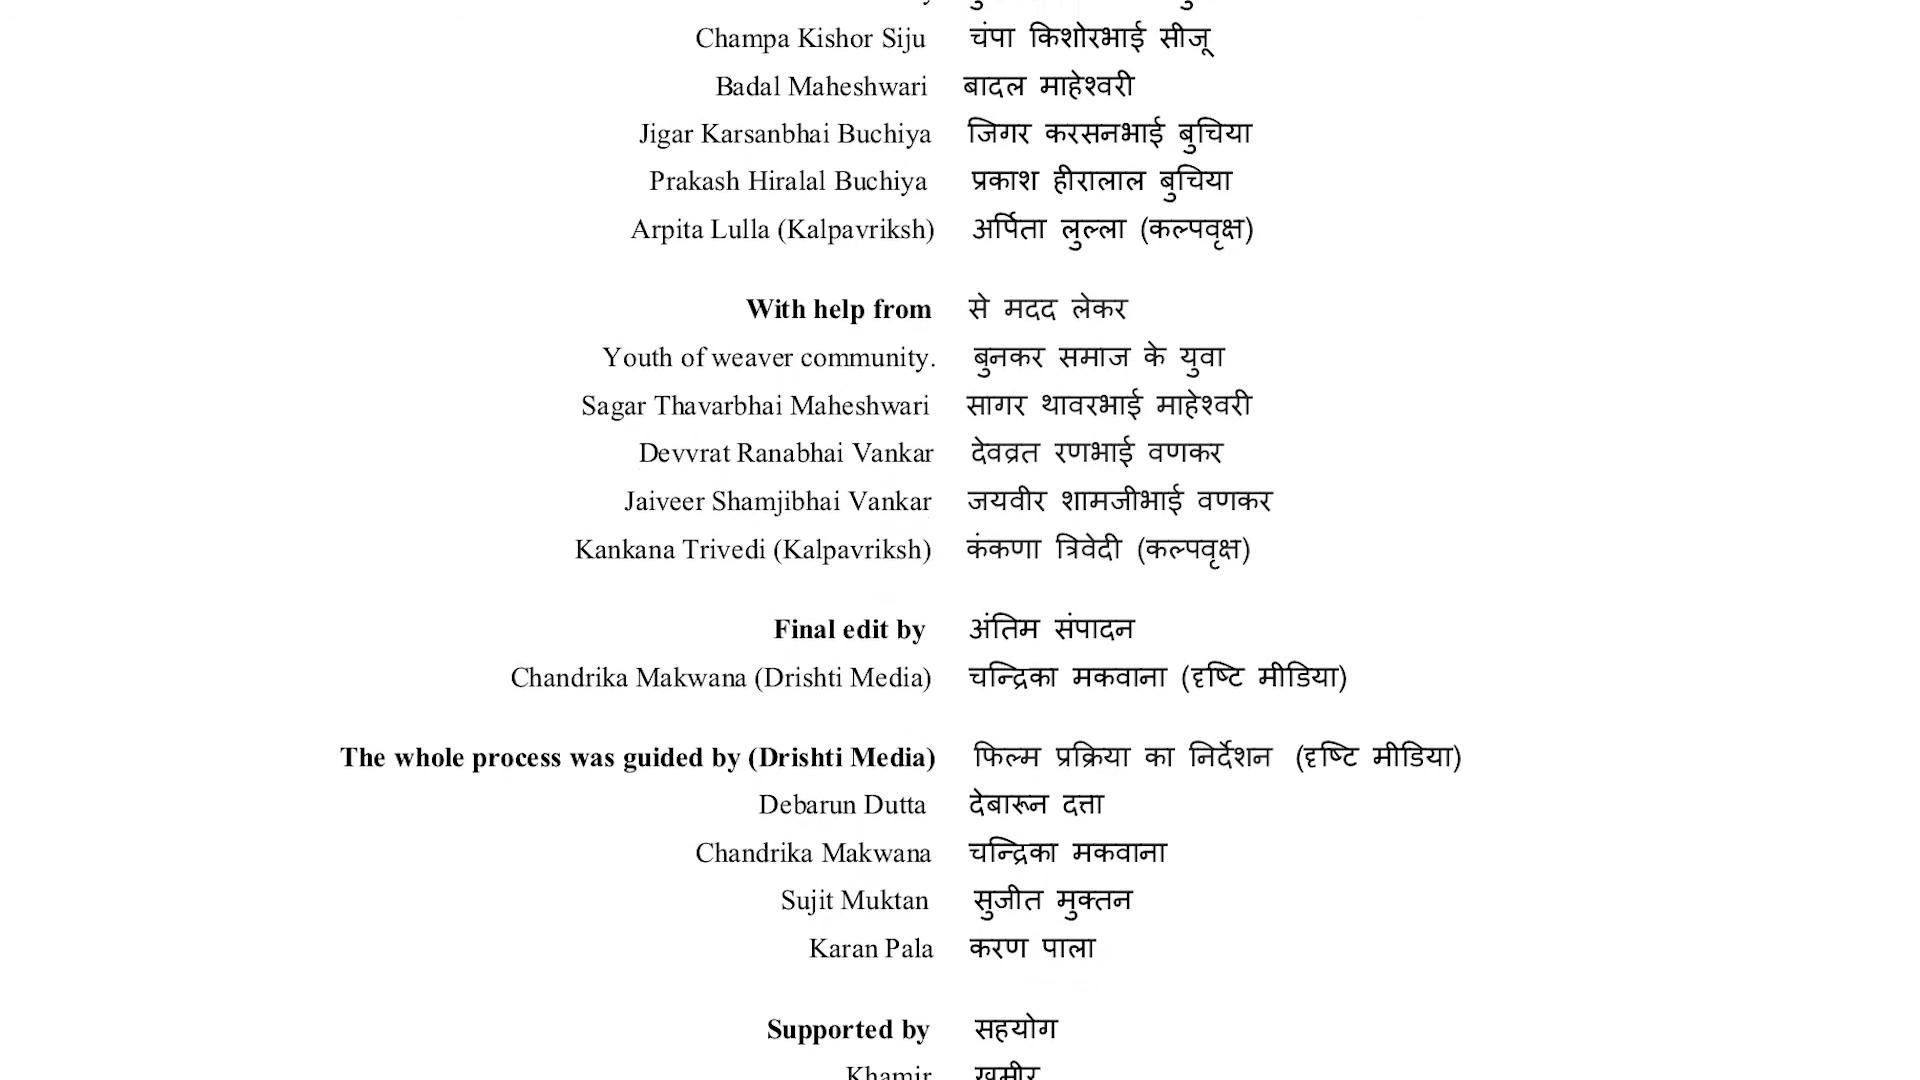 Champa Kishor Siju चंपा किशोरभाई सीजू
Badal Maheshwari बादल माहेश्वरी
Jigar Karsanbhai Buchiya जिगर करसनभाई बुचिया
Prakash Hiralal Buchiya प्रकाश हीरालाल बुचिया
Arpita Lulla (Kalpavriksh) अर्पिता लुल्ला (कल्पवृक्ष)
With help from से मदद लेकर
Youth of weaver community. बुनकर समाज के युवा
Sagar Thavarbhai Maheshwari सागर थावरभाई माहेश्वरी
Devvrat Ranabhai Vankar देवव्रत रणभाई वणकर
Jaiveer Shamjibhai Vankar जयवीर शामजीभाई वणकर
Kankana Trivedi (Kalpavriksh) कंकणा त्रिवेदी (कल्पवृक्ष)
Final edit by अंतिम संपादन
Chandrika Makwana (Drishti Media) चन्द्रिका मकवाना (दृष्टि मीडिया)
The whole process was guided by (Drishti Media) फिल्म प्रक्रिया का निर्देशन (दृष्टि मीडिया)
Debarun Dutta देबारून दत्ता
Chandrika Makwana चन्द्रिका मकवाना
Sujit Muktan सुजीत मुक्तन
Karan Pala करण पाला
Supported by सहयोग
Khamir खमीर